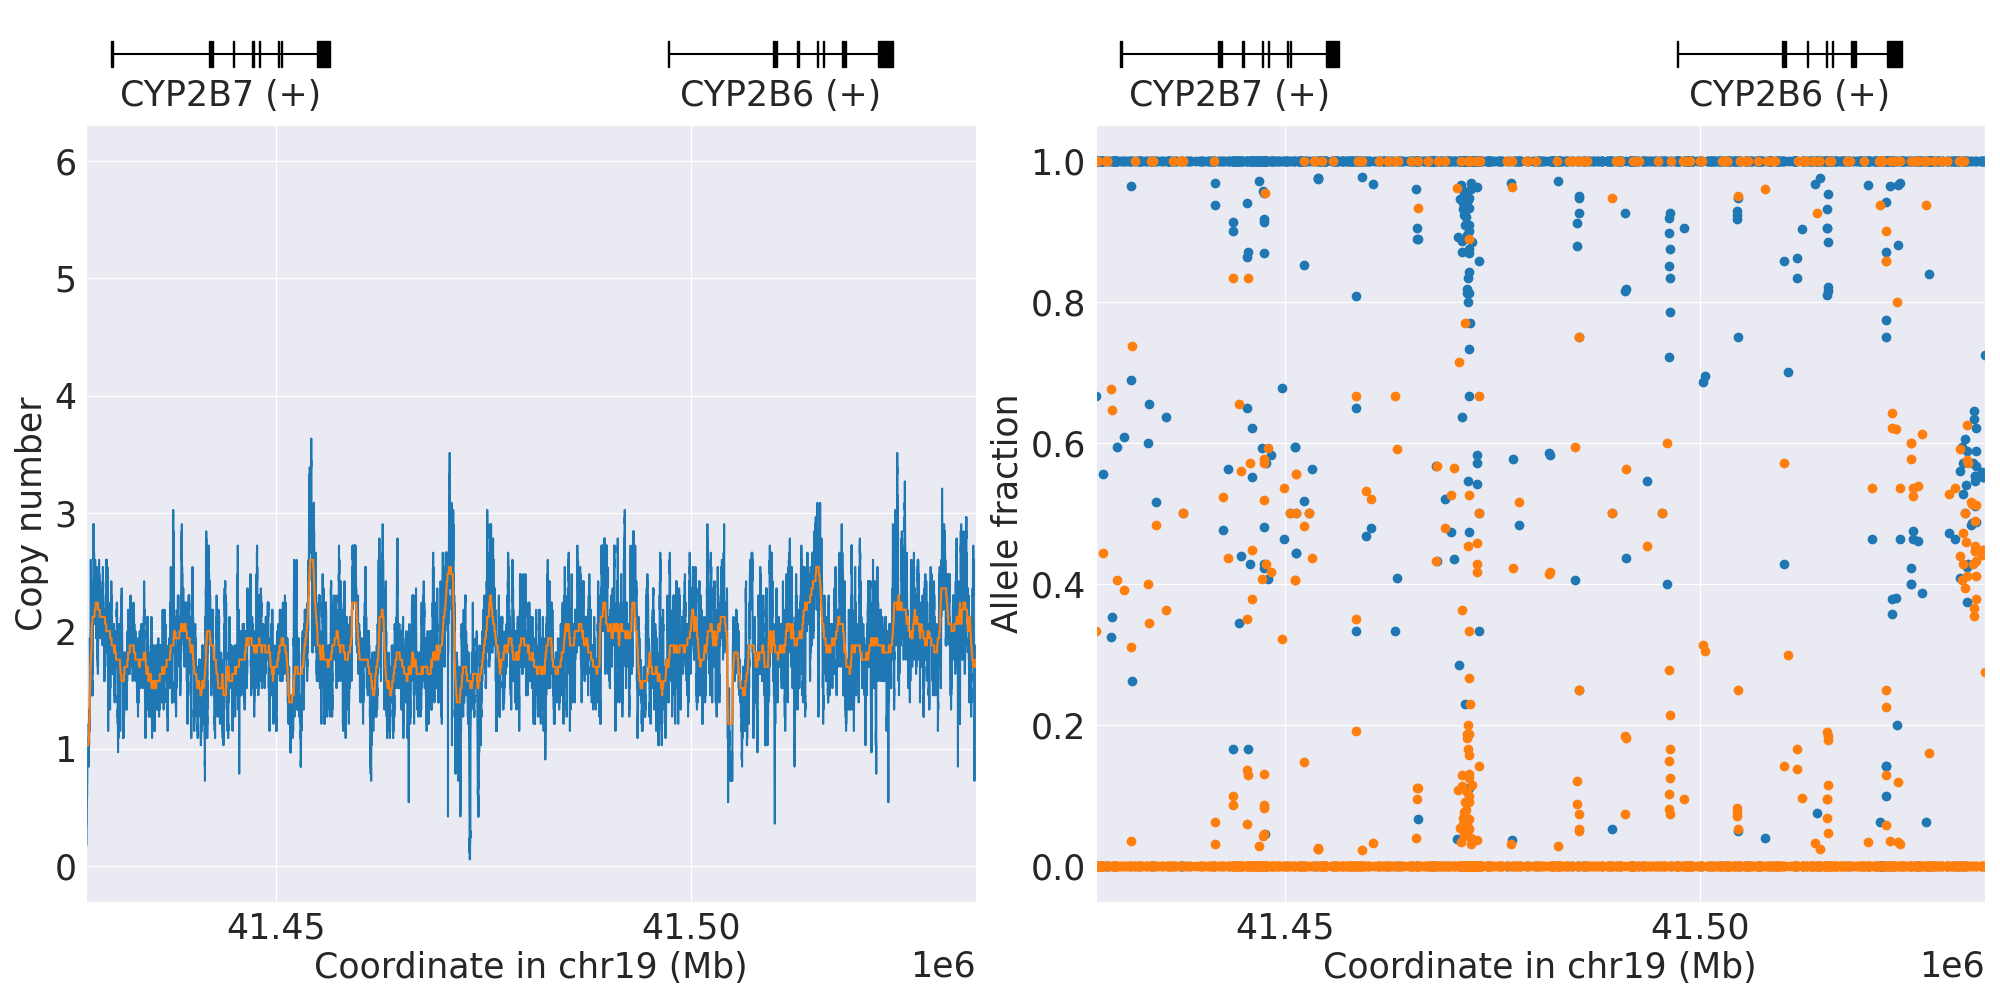 CYP2B7 (+)
CYP2B6 (+)
CYP2B7 (+)
CYP2B6 (+)
6
5
4
3
2
1
0
Copy number
41.45
41.50
Coordinate in chr19 (Mb)
1e6
1.0
0.8
0.6
0.4
0.2
0.0
Allele fraction
41.45
41.50
Coordinate in chr19 (Mb)
1e6